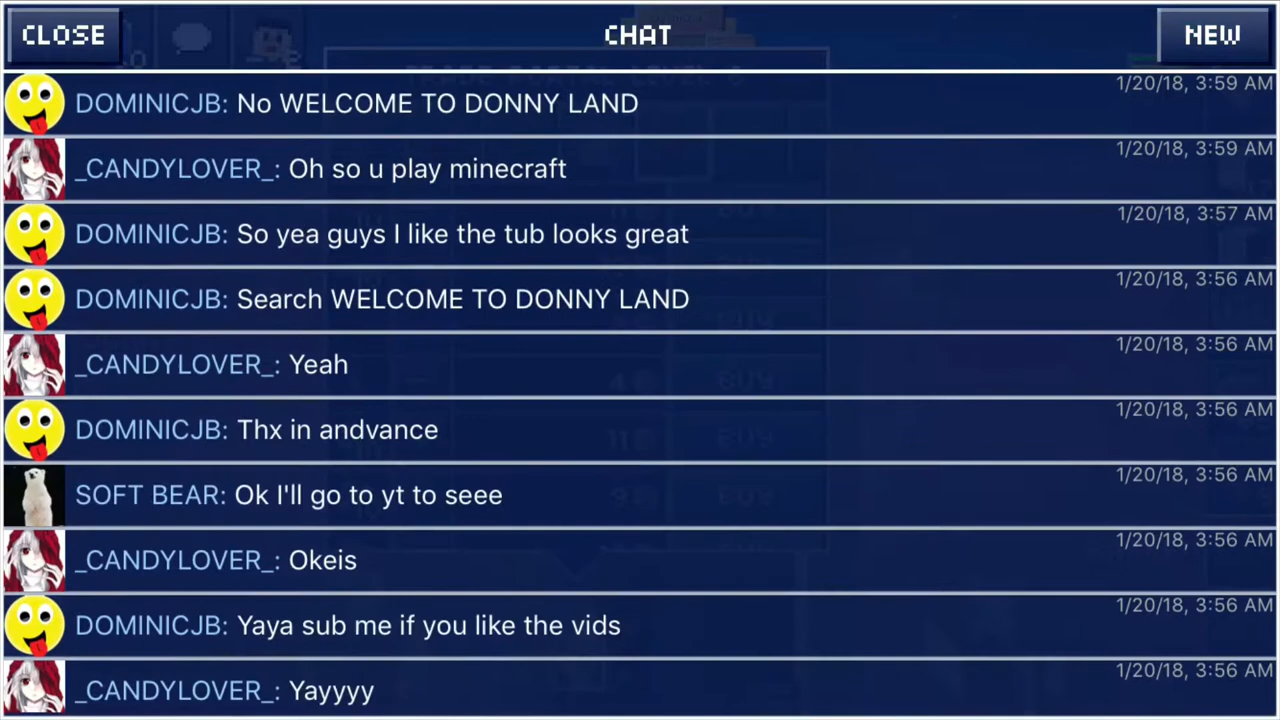 CLOSE
CHAT
NEW
DOMINICJB: No WELCOME TO DONNY LAND
1/20/18, 3:59 AM
_CANDYLOVER_: Oh so u play minecraft
1/20/18, 3:59 AM
DOMINICJB: So yea guys I like the tub looks great
1/20/18, 3:57 AM
DOMINICJB: Search WELCOME TO DONNY LAND
1/20/18, 3:56 AM
_CANDYLOVER_: Yeah
1/20/18, 3:56 AM
DOMINICJB: Thx in andvance
1/20/18, 3:56 AM
SOFT BEAR: Ok I'll go to yt to seee
1/20/18, 3:56 AM
_CANDYLOVER_: Okeis
1/20/18, 3:56 AM
DOMINICJB: Yaya sub me if you like the vids
1/20/18, 3:56 AM
_CANDYLOVER_: Yayyyy
1/20/18, 3:56 AM